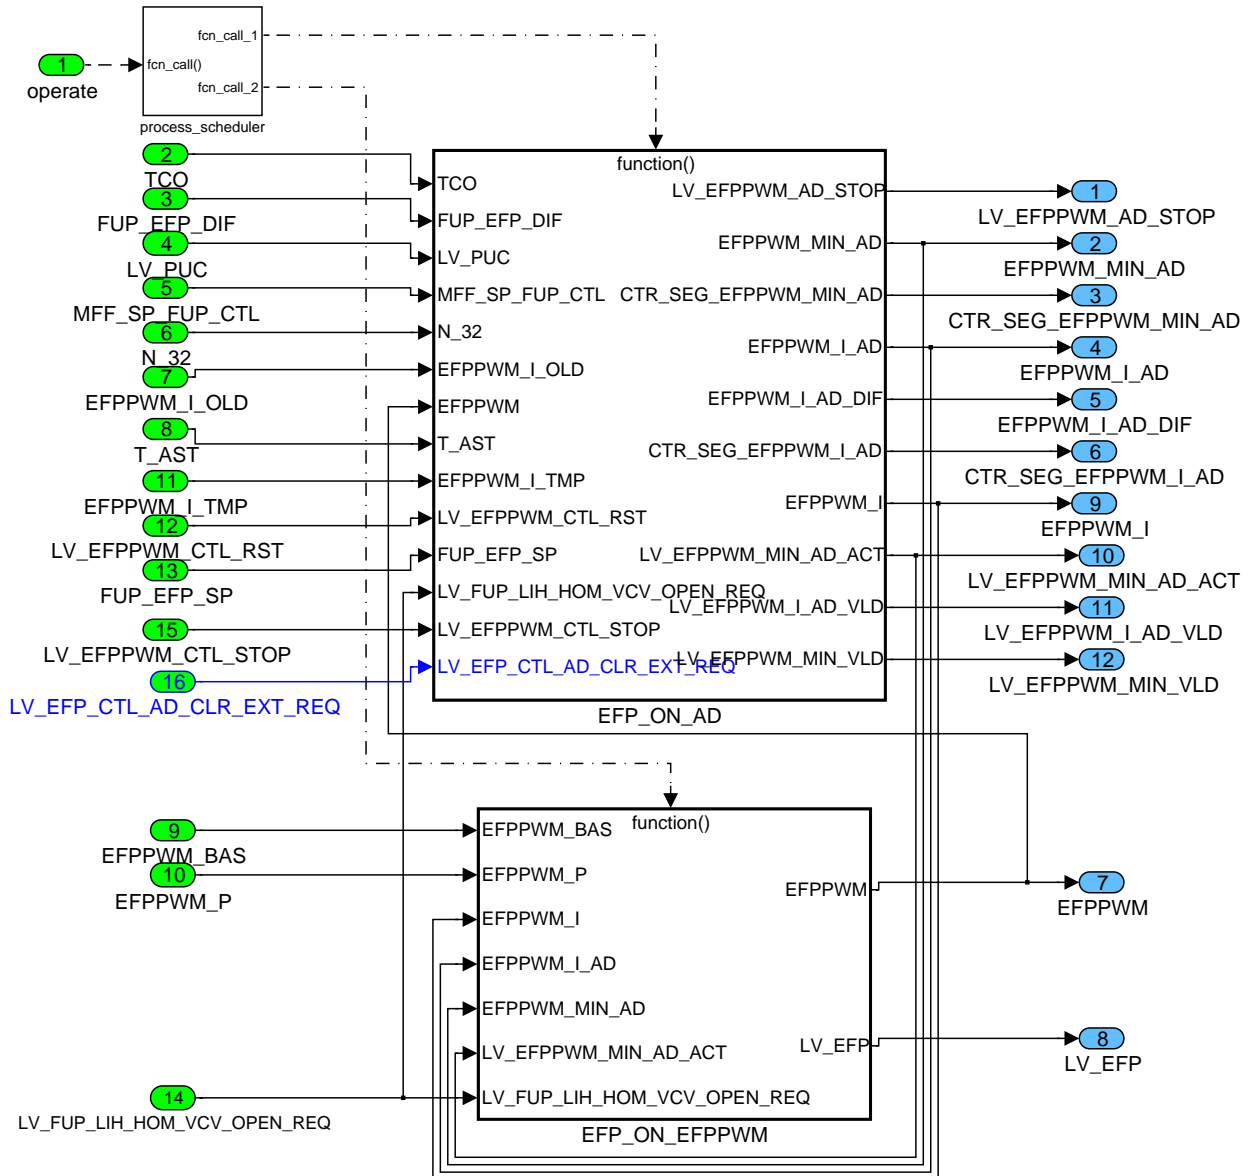 fcn_call_1
fcn_call()
fcn_call_2
process_scheduler
1
operate
2
TCO
3
FUP_EFP_DIF
4
LV_PUC
5
MFF_SP_FUP_CTL
6
N_32
7
EFPPWM_I_OLD
8
T_AST
11
EFPPWM_I_TMP
12
LV_EFPPWM_CTL_RST
13
FUP_EFP_SP
15
LV_EFPPWM_CTL_STOP
16
LV_EFP_CTL_AD_CLR_EXT_REQ
function()
TCO
FUP_EFP_DIF
LV_PUC
MFF_SP_FUP_CTL
N_32
EFPPWM_I_OLD
EFPPWM
T_AST
EFPPWM_I_TMP
LV_EFPPWM_CTL_RST
FUP_EFP_SP
LV_FUP_LIH_HOM_VCV_OPEN_REQ
LV_EFPPWM_CTL_STOP
LV_EFP_CTL_AD_CLR_EXT_REQ
LV_EFPPWM_AD_STOP
EFPPWM_MIN_AD
CTR_SEG_EFPPWM_MIN_AD
EFPPWM_I_AD
EFPPWM_I_AD_DIF
CTR_SEG_EFPPWM_I_AD
EFPPWM_I
LV_EFPPWM_MIN_AD_ACT
LV_EFPPWM_I_AD_VLD
LV_EFPPWM_MIN_VLD
EFP_ON_AD
1
LV_EFPPWM_AD_STOP
2
EFPPWM_MIN_AD
3
CTR_SEG_EFPPWM_MIN_AD
4
EFPPWM_I_AD
5
EFPPWM_I_AD_DIF
6
CTR_SEG_EFPPWM_I_AD
9
EFPPWM_I
10
LV_EFPPWM_MIN_AD_ACT
11
LV_EFPPWM_I_AD_VLD
12
LV_EFPPWM_MIN_VLD
9
EFPPWM_BAS
10
EFPPWM_P
14
LV_FUP_LIH_HOM_VCV_OPEN_REQ
function()
EFPPWM_BAS
EFPPWM_P
EFPPWM_I
EFPPWM_I_AD
EFPPWM_MIN_AD
LV_EFPPWM_MIN_AD_ACT
LV_FUP_LIH_HOM_VCV_OPEN_REQ
EFPPWM
LV_EFP
EFP_ON_EFPPWM
7
EFPPWM
8
LV_EFP